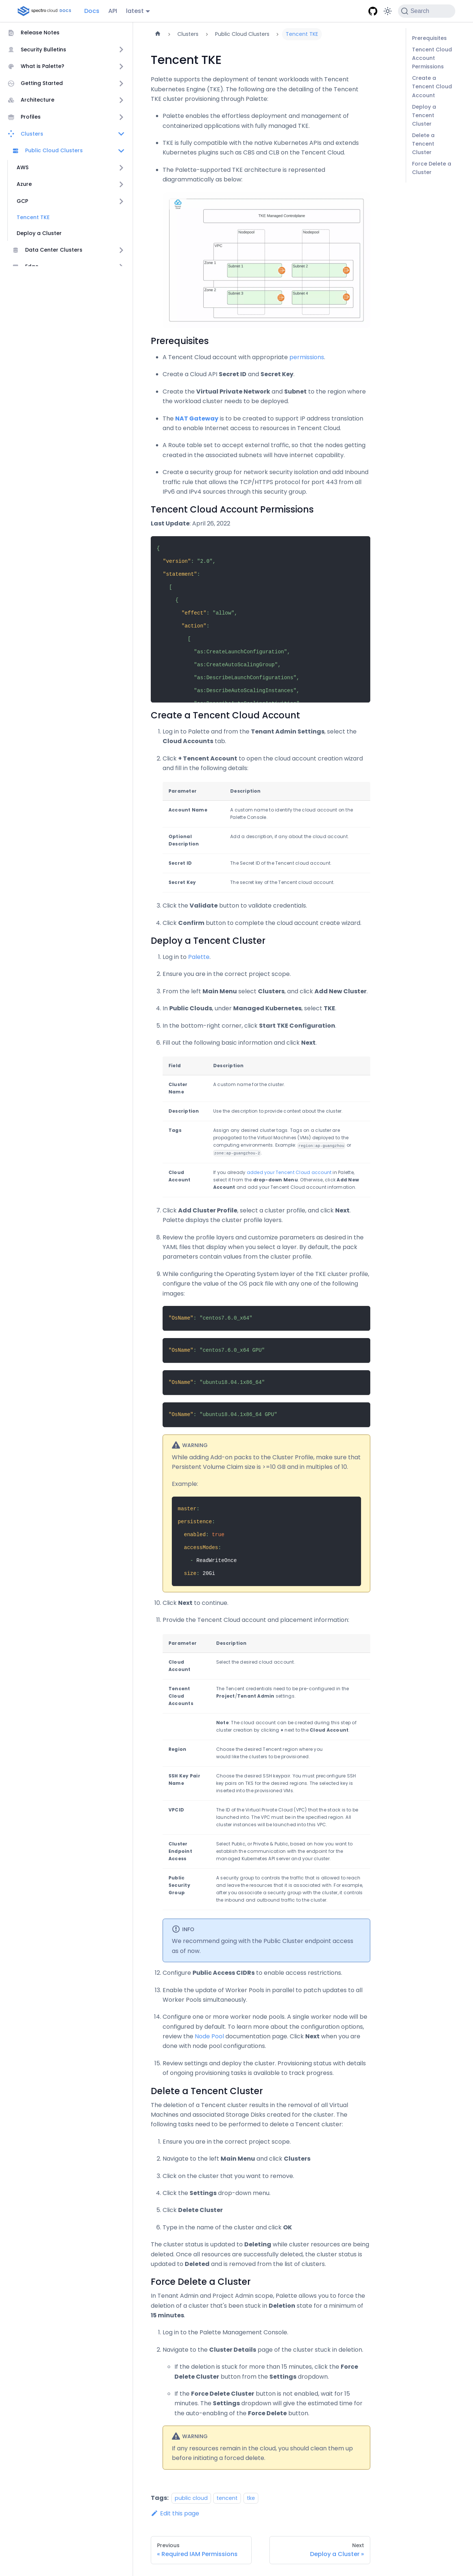 spectro cloud DOCS
Docs
API
latest
Search
Release Notes
Security Bulletins
What is Palette?
Getting Started
Architecture
Profiles
Clusters
Public Cloud Clusters
AWS
Azure
GCP
Tencent TKE
Deploy a Cluster
Data Center Clusters
Clusters
Public Cloud Clusters
Tencent TKE
Tencent TKE
Palette supports the deployment of tenant workloads with Tencent
Kubernetes Engine (TKE). The following are the detailing of the Tencent
TKE cluster provisioning through Palette:
Palette enables the effortless deployment and management of
containerized applications with fully managed TKE.
TKE is fully compatible with the native Kubernetes APIs and extends
Kubernetes plugins such as CBS and CLB on the Tencent Cloud.
The Palette-supported TKE architecture is represented
diagrammatically as below:
TKE Managed Controlplane
Nodepool
Nodepool
VPC
Zone 1
Subnet 1
Subnet 2
Zone 2
Subnet 3
Subnet 4
Prerequisites
A Tencent Cloud account with appropriate permissions.
Create a Cloud API Secret ID and Secret Key.
Create the Virtual Private Network and Subnet to the region where
the workload cluster needs to be deployed.
The NAT Gateway is to be created to support IP address translation
and to enable Internet access to resources in Tencent Cloud.
A Route table set to accept external traffic, so that the nodes getting
created in the associated subnets will have internet capability.
Create a security group for network security isolation and add inbound
traffic rule that allows the TCP/HTTPS protocol for port 443 from all
IPv6 and IPv4 sources through this security group.
Tencent Cloud Account Permissions
Last Update: April 26, 2022
{
"version": "2.0",
"statement":
[
{
"effect": "allow",
"action":
[
"as:CreateLaunchConfiguration",
"as:CreateAutoScalingGroup",
"as:DescribeLaunchConfigurations",
"as:DescribeAutoScalingInstances",
Create a Tencent Cloud Account
1. Log in to Palette and from the Tenant Admin Settings, select the
Cloud Accounts tab.
2. Click + Tencent Account to open the cloud account creation wizard
and fill in the following details:
Parameter Description
Account Name A custom name to identify the cloud account on the
Palette Console.
Optional Add a description, if any about the cloud account
Description
Secret ID The Secret ID of the Tencent cloud account.
Secret Key The secret key of the Tencent cloud account
3. Click the Validate button to validate credentials.
4. Click Confirm button to complete the cloud account create wizard.
Deploy a Tencent Cluster
1. Log in to Palette.
2. Ensure you are in the correct project scope.
3. From the left Main Menu select Clusters, and click Add New Cluster.
4. In Public Clouds, under Managed Kubernetes, select TKE.
5. In the bottom-right corner, click Start TKE Configuration.
6. Fill out the following basic information and click Next.
Field Description
Cluster A custom name for the cluster.
Name
Description Use the description to provide context about the cluster.
Tags Assign any desired cluster tags. Tags on a cluster are
propagated to the Virtual Machines (VMs) deployed to the
computing environments. Example: region:ap.guangzhou or
zone:ap.guangzhou.1
Cloud If you already added your Tencent Cloud account in Palette,
Account select it from the drop-down Menu. Otherwise, click Add New
Account and add your Tencent Cloud account information.
7. Click Add Cluster Profile, select a cluster profile, and click Next.
Palette displays the cluster profile layers.
8. Review the profile layers and customize parameters as desired in the
YAML files that display when you select a layer. By default, the pack
parameters contain values from the cluster profile.
9. While configuring the Operating System layer of the TKE cluster profile,
configure the value of the OS pack file with any one of the following
images:
"OsName": "centos7.6.0_x64"
"OsName": "centos7.6.0_x64 GPU"
"OsName": "ubuntu18.04.1x86_64"
"OsName": "ubuntu18.04.1x86_64 GPU"
WARNING
While adding Add-on packs to the Cluster Profile, make sure that
Persistent Volume Claim size is >=10 GB and in multiples of 10.
Example:
master:
persistence:
enabled: true
accessModes:
- ReadWriteOnce
size: 20Gi
10. Click Next to continue.
11. Provide the Tencent Cloud account and placement information:
Parameter Description
Cloud Select the desired cloud account.
Account
Tencent The Tencent credentials need to be pre-configured in the
Cloud Project/Tenant Admin settings.
Accounts
Note: The cloud account can be created during this step of
cluster creation by clicking + next to the Cloud Account.
Region Choose the desired Tencent region where you
would like the clusters to be provisioned.
SSH Key Pair Choose the desired SSH keypair. You must preconfigure SSH
Name key pairs on TKS for the desired regions. The selected key is
inserted into the provisioned VMs.
VPCID The ID of the Virtual Private Cloud (VPC) that the stack is to be
launched into. The VPC must be in the specified region. All
cluster instances will be launched into this VPC.
Cluster Select Public, or Private & Public, based on how you want to
Endpoint establish the communication with the endpoint for the
Access managed Kubernetes API server and your cluster.
Public A security group to controls the traffic that is allowed to reach
Security and leave the resources that it is associated with. For example,
Group after you associate a security group with the cluster, it controls
the inbound and outbound traffic to the cluster.
INFO
We recommend going with the Public Cluster endpoint access
as of now.
12. Configure Public Access CIDRs to enable access restrictions.
13. Enable the update of Worker Pools in parallel to patch updates to all
Worker Pools simultaneously.
14. Configure one or more worker node pools. A single worker node will be
configured by default. To learn more about the configuration options,
review the Node Pool documentation page. Click Next when you are
done with node pool configurations.
15. Review settings and deploy the cluster. Provisioning status with details
of ongoing provisioning tasks is available to track progress.
Delete a Tencent Cluster
The deletion of a Tencent cluster results in the removal of all Virtual
Machines and associated Storage Disks created for the cluster. The
following tasks need to be performed to delete a Tencent cluster:
1. Ensure you are in the correct project scope.
2. Navigate to the left Main Menu and click Clusters
3. Click on the cluster that you want to remove.
4. Click the Settings drop-down menu.
5. Click Delete Cluster
6. Type in the name of the cluster and click OK
The cluster status is updated to Deleting while cluster resources are being
deleted. Once all resources are successfully deleted, the cluster status is
updated to Deleted and is removed from the list of clusters.
Force Delete a Cluster
In Tenant Admin and Project Admin scope, Palette allows you to force the
deletion of a cluster that's been stuck in Deletion state for a minimum of
15 minutes.
1. Log in to the Palette Management Console.
2. Navigate to the Cluster Details page of the cluster stuck in deletion.
If the deletion is stuck for more than 15 minutes, click the Force
Delete Cluster button from the Settings dropdown.
If the Force Delete Cluster button is not enabled, wait for 15
minutes. The Settings dropdown will give the estimated time for
the auto-enabling of the Force Delete button.
WARNING
If any resources remain in the cloud, you should clean them up
before initiating a forced delete.
Tags: public cloud tencent tke
Edit this page
Previous
« Required IAM Permissions
Next
Deploy a Cluster »
Prerequisites
Tencent Cloud
Account
Permissions
Create a
Tencent Cloud
Account
Deploy a
Tencent
Cluster
Delete a
Tencent
Cluster
Force Delete a
Cluster